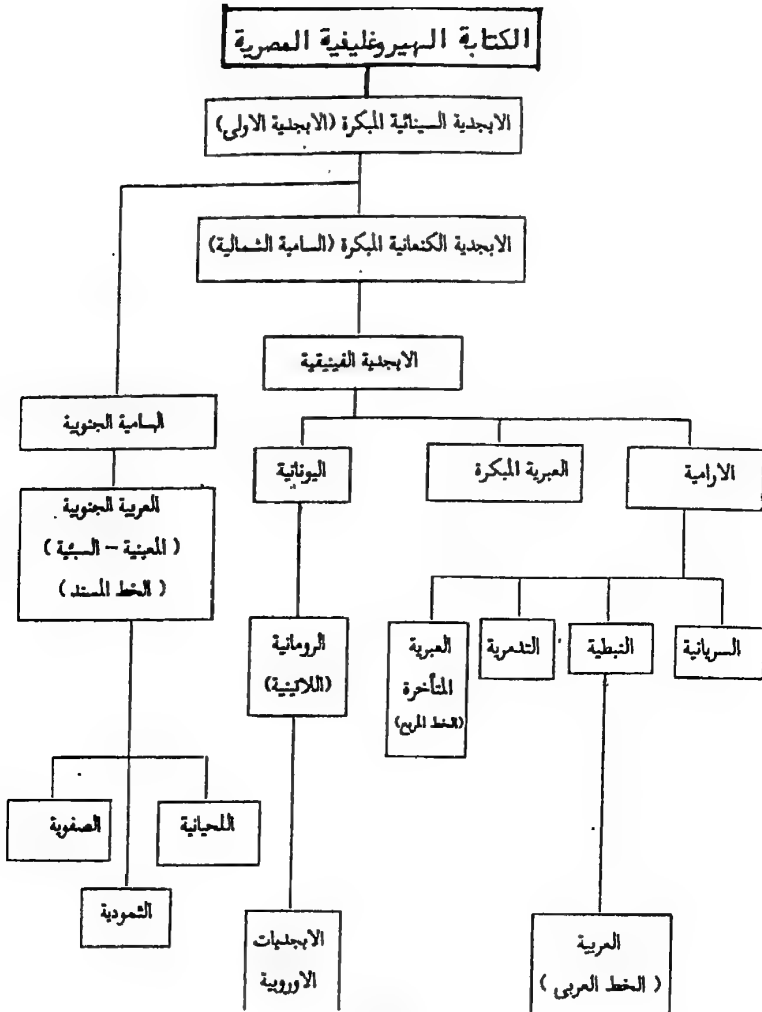 الكتابة الهيروغليفية المصرية
الابجدية السينائية المبكرة (الابجدية الاولى)
الابجدية الكنعانية المبكرة (السامية الشمالية)
الابجدية الفينيقية
السامية الجنوبية
الارامية
العبرية المبكرة
اليونانية
العربية الجنوبية
( المعينية - السبئية )
( الخط المسند )
السريانية
النبطية
التدمرية
العبرية
المتأخرة
(الخط المربع)
الرومانية
(اللاتينية)
اللحيانية
الصفوية
الثمودية
العربية
( الخط العربى )
الابجديات
الاوروبية